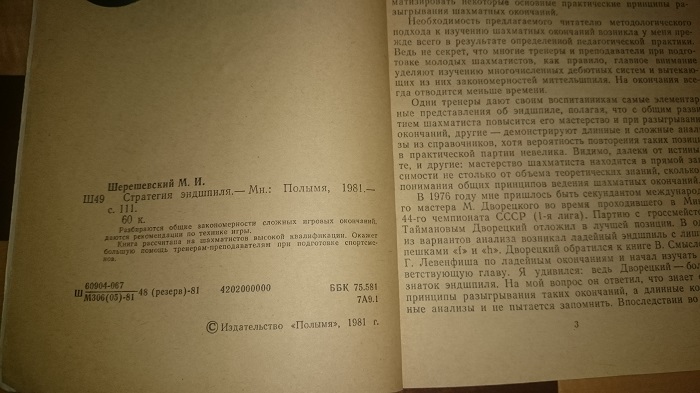 Шерешевский М. И.
Ш49 Стратегия эндшпиля.— Мн.: Полымя, 1981.—
с. III.
60 к.
Разбираются общие закономерности сложных игровых окончаний,
даются рекомендации по технике игры.
Книга рассчитана на шахматистов высокой квалификации. Окажет
большую помощь тренерам-преподавателям при подготовке спортсме-
нов.
Ш 60904-067
М306(05)-81 48 (резерв)-81 4202000000 ББК 75.581
7А9.1
© Издательство «Полымя», 1981 г.
матизировать некоторые основные практические принципы ра-
зыгрывания шахматных окончаний.
Необходимость предлагаемого читателю методологического
подхода к изучению шахматных окончаний возникла у меня пре-
жде всего в результате определенной педагогической практики.
Ведь не секрет, что многие тренеры и преподаватели при подго-
товке молодых шахматистов, как правило, главное внимание
уделяют изучению многочисленных дебютных систем и вытекаю-
щих из них закономерностей миттельшпиля. На окончания все-
гда отводится меньше времени.
Одни тренеры дают своим воспитанникам самые элементар
ные представления об эндшпиле, полагая, что с общим разви
тием шахматиста повысится его мастерство и при разыгрывани
окончаний, другие — демонстрируют длинные и сложные анали
зы из справочников, хотя вероятность повторения таких позиц
в практической партии невелика. Видимо, далеки от истины
те, и другие: мастерство шахматиста находится в прямой за
симости не столько от объема теоретических знаний, сколько
понимания общих принципов ведения шахматных окончаний.
В 1976 году мне пришлось быть секундантом междунаро
го мастера М. Дворецкого во время проходившего в Мин
44-го чемпионата СССР (1-я лига). Партию с гроссмейсте
Таймановым Дворецкий отложил в лучшей позиции. В од
из вариантов анализа возникал ладейный эндшпиль с лиш
пешками «f» и «h». Дворецкий обратился к книге В. Смысл
Г. Левенфиша по ладейным окончаниям и начал изучать
ветствующую главу. Я удивился: ведь Дворецкий — бол
знаток эндшпиля. На мой вопрос он ответил, что знает о
принципы разыгрывания таких окончаний, а длинные ко
ные анализы и не пытается запомнить. Впоследствии во
3